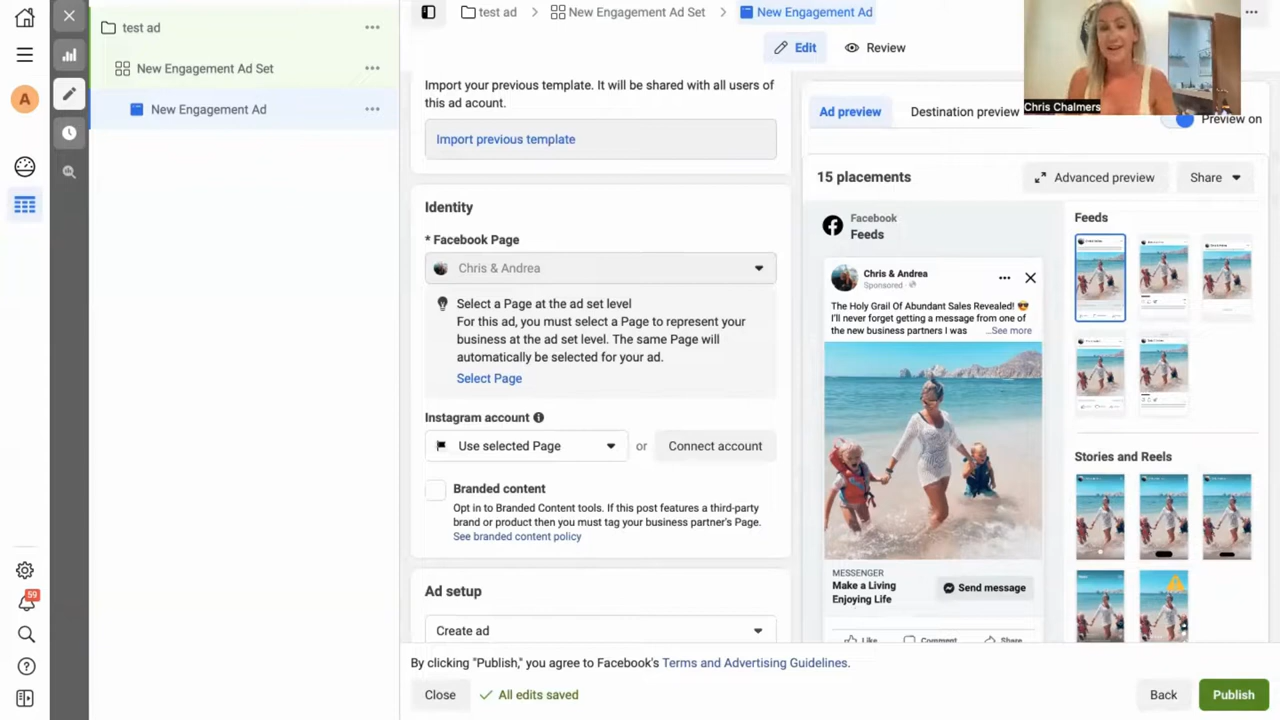 test ad
New Engagement Ad Set
New Engagement Ad
A
59
test ad
New Engagement Ad Set
New Engagement Ad
Edit
Review
Chris Chalmers
Import your previous template. It will be shared with all users of
this ad account.
Import previous template
Identity
* Facebook Page
Chris & Andrea
Select a Page at the ad set level
For this ad, you must select a Page to represent your
business at the ad set level. The same Page will
automatically be selected for your ad.
Select Page
Instagram account
Use selected Page
or
Connect account
Branded content
Opt in to Branded Content tools. If this post features a third-party
brand or product then you must tag your business partner's Page.
See branded content policy
Ad setup
Create ad
Ad preview
Destination preview
Preview on
15 placements
Advanced preview
Share
Facebook
Feeds
Chris & Andrea
Sponsored ·
The Holy Grail Of Abundant Sales Revealed! 😎
I'll never forget getting a message from one of
the new business partners I was ...See more
MESSENGER
Make a Living
Enjoying Life
Send message
Like
Comment
Share
Feeds
Stories and Reels
By clicking "Publish," you agree to Facebook's Terms and Advertising Guidelines.
Close
All edits saved
Back
Publish